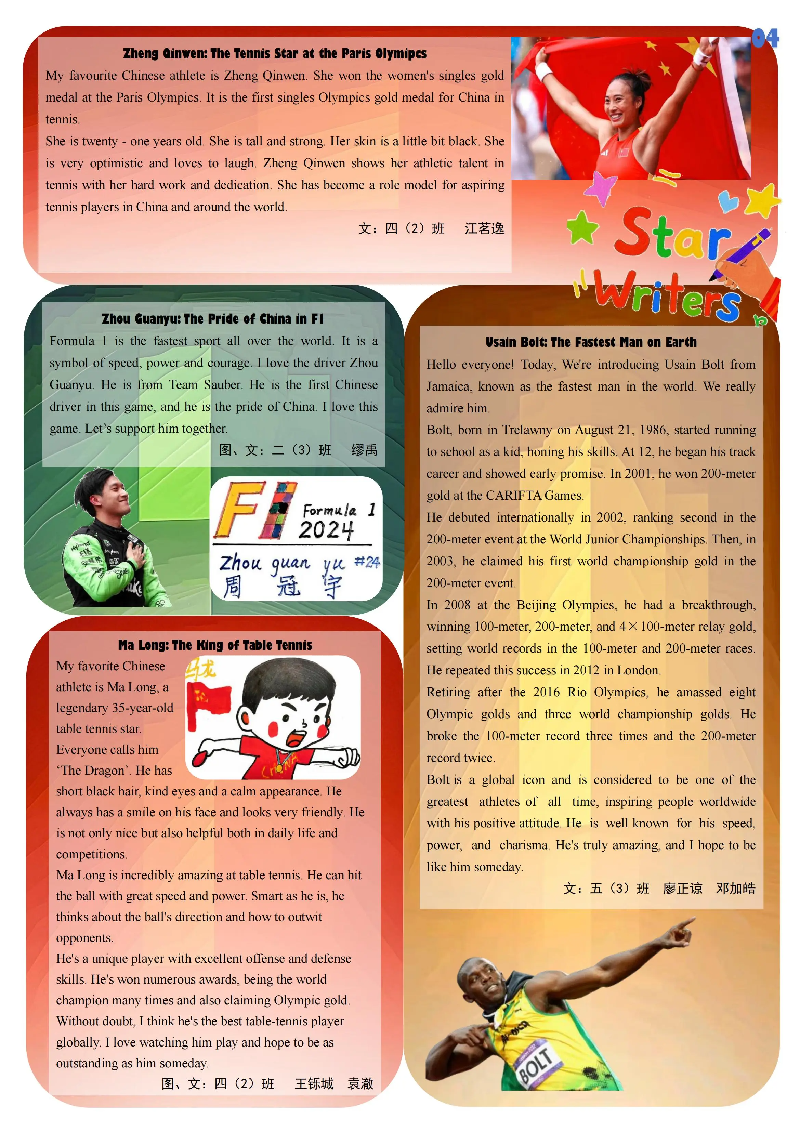 04
Zheng Qinwen: The Tennis Star at the Paris Olymipcs
My favourite Chinese athlete is Zheng Qinwen. She won the women's singles gold
medal at the Paris Olympics. It is the first singles Olympics gold medal for China in
tennis.
She is twenty - one years old. She is tall and strong. Her skin is a little bit black. She
is very optimistic and loves to laugh. Zheng Qinwen shows her athletic talent in
tennis with her hard work and dedication. She has become a role model for aspiring
tennis players in China and around the world.
文：四（2）班 江茗逸
Star
Writers
Zhou Guanyu: The Pride of China in F1
Formula 1 is the fastest sport all over the world. It is a
symbol of speed, power and courage. I love the driver Zhou
Guanyu. He is from Team Sauber. He is the first Chinese
driver in this game, and he is the pride of China. I love this
game. Let's support him together.
图、文：二（3）班 缪禹
F1 Formula 1
2024
Zhou guan yu #24
周 冠 宇
Ma Long: The King of Table Tennis
My favorite Chinese
athlete is Ma Long, a
legendary 35-year-old
table tennis star.
Everyone calls him
‘The Dragon’. He has
short black hair, kind eyes and a calm appearance. He
always has a smile on his face and looks very friendly. He
is not only nice but also helpful both in daily life and
competitions.
Ma Long is incredibly amazing at table tennis. He can hit
the ball with great speed and power. Smart as he is, he
thinks about the ball's direction and how to outwit
opponents.
He's a unique player with excellent offense and defense
skills. He's won numerous awards, being the world
champion many times and also claiming Olympic gold.
Without doubt, I think he's the best table-tennis player
globally. I love watching him play and hope to be as
outstanding as him someday.
图、文：四（2）班 王铄城 袁澈
马龙
Usain Bolt: The Fastest Man on Earth
Hello everyone! Today, We're introducing Usain Bolt from
Jamaica, known as the fastest man in the world. We really
admire him.
Bolt, born in Trelawny on August 21, 1986, started running
to school as a kid, honing his skills. At 12, he began his track
career and showed early promise. In 2001, he won 200-meter
gold at the CARIFTA Games.
He debuted internationally in 2002, ranking second in the
200-meter event at the World Junior Championships. Then, in
2003, he claimed his first world championship gold in the
200-meter event.
In 2008 at the Beijing Olympics, he had a breakthrough,
winning 100-meter, 200-meter, and 4×100-meter relay gold,
setting world records in the 100-meter and 200-meter races.
He repeated this success in 2012 in London.
Retiring after the 2016 Rio Olympics, he amassed eight
Olympic golds and three world championship golds. He
broke the 100-meter record three times and the 200-meter
record twice.
Bolt is a global icon and is considered to be one of the
greatest athletes of all time, inspiring people worldwide
with his positive attitude. He is well known for his speed,
power, and charisma. He's truly amazing, and I hope to be
like him someday.
文：五（3）班 廖正谅 邓加皓
BOLT